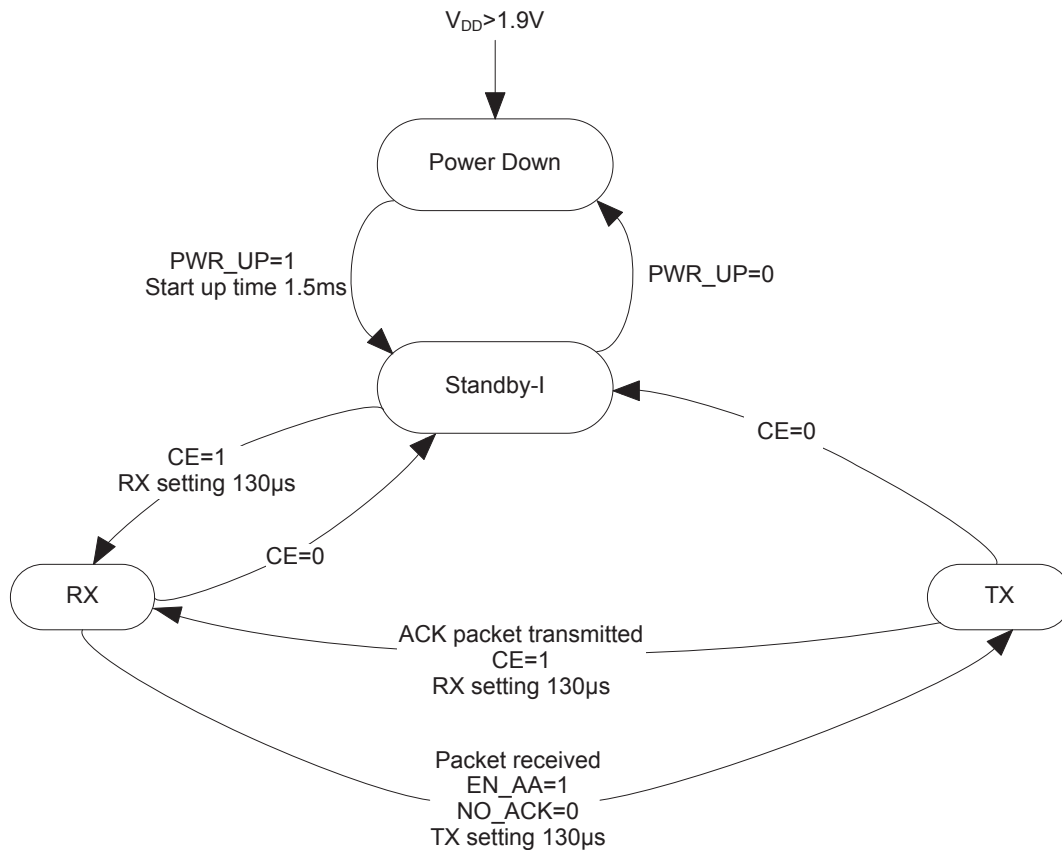 VDD>1.9V
Power Down
PWR_UP=1
Start up time 1.5ms
PWR_UP=0
Standby-I
CE=1
RX setting 130µs
CE=0
CE=0
RX
TX
ACK packet transmitted
CE=1
RX setting 130µs
Packet received
EN_AA=1
NO_ACK=0
TX setting 130µs